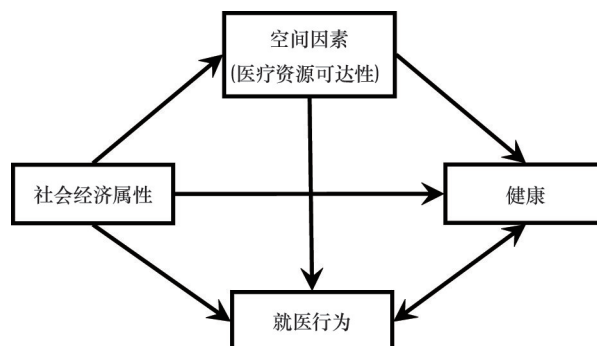 空间因素
(医疗资源可达性)
社会经济属性
健康
就医行为